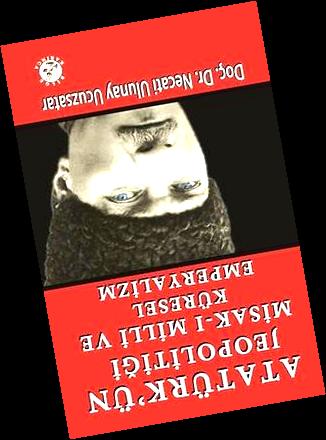 ATATÜRK'ÜN
JEOPOLİTİĞİ
MİSAK-I MİLLİ VE
KÜRESEL
EMPERYALİZM
Doç. Dr. Necati Ulunay Ucuzsatar